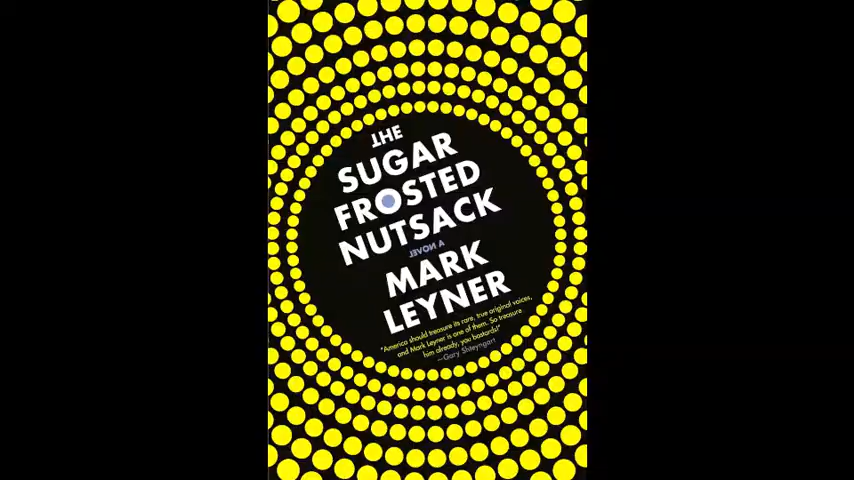 THE
SUGAR
FROSTED
NUTSACK
A NOVEL
MARK
LEYNER
"America should treasure its rare, true original voices,
and Mark Leyner is one of them. So treasure
him already, you bastards!"
—Gary Shteyngart